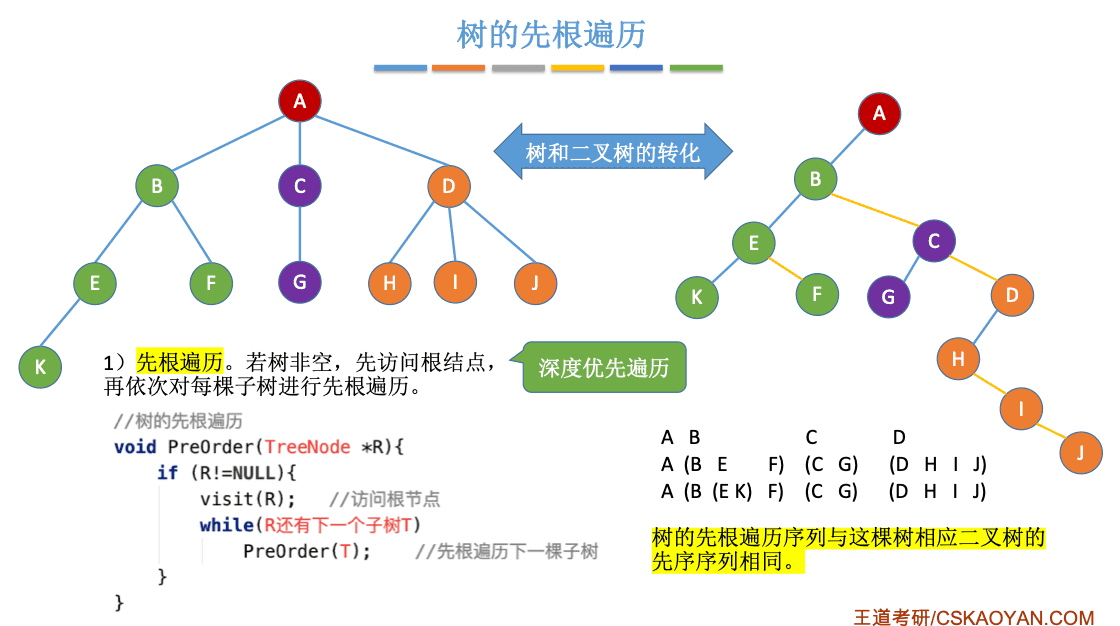 树的先根遍历
A
B
C
D
E
F
G
H
I
J
K
树和二叉树的转化
A
B
E
C
K
F
G
D
H
I
J
1）先根遍历。若树非空，先访问根结点，
再依次对每棵子树进行先根遍历。
深度优先遍历
//树的先根遍历
void PreOrder(TreeNode *R){
if (R!=NULL){
visit(R); //访问根节点
while(R还有下一个子树T)
PreOrder(T); //先根遍历下一棵子树
}
}
A B C D
A (B E F) (C G) (D H I J)
A (B (E K) F) (C G) (D H I J)
树的先根遍历序列与这棵树相应二叉树的
先序序列相同。
王道考研/CSKAOYAN.COM